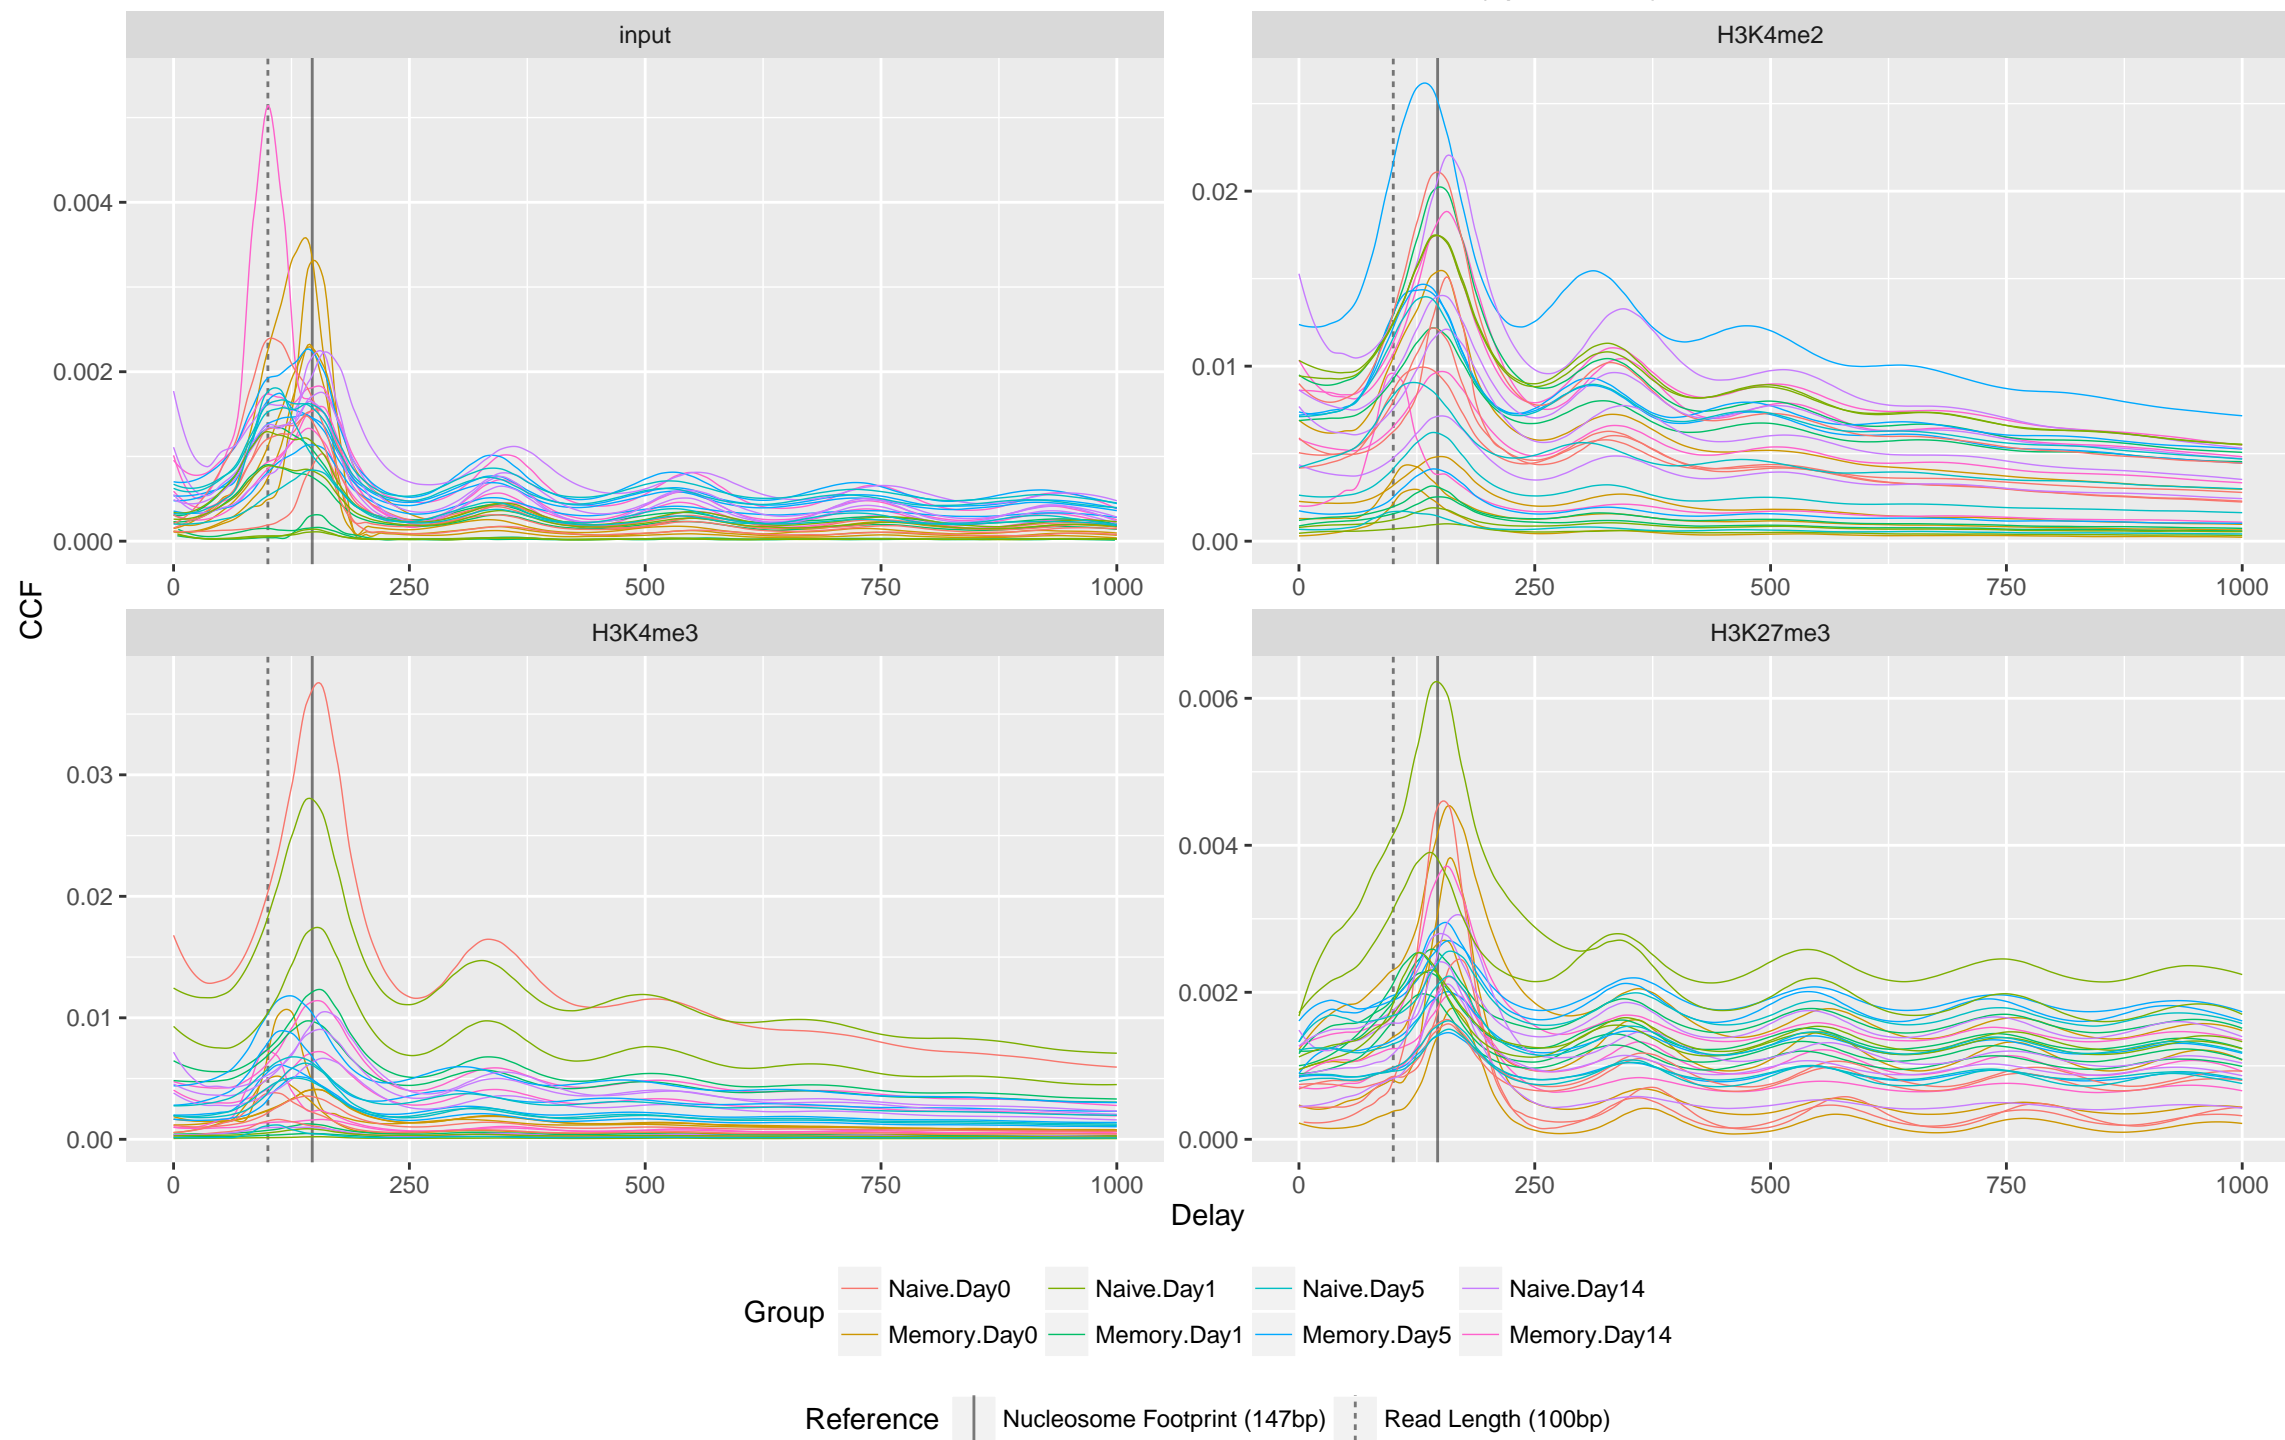 input
H3K4me2
0.004
0.002
0.000
0.02
0.01
0.00
0 250 500 750 1000
0 250 500 750 1000
CCF
H3K4me3
H3K27me3
0.03
0.02
0.01
0.00
0.006
0.004
0.002
0.000
0 250 500 750 1000
0 250 500 750 1000
Delay
Group
Naive.Day0 Naive.Day1 Naive.Day5 Naive.Day14
Memory.Day0 Memory.Day1 Memory.Day5 Memory.Day14
Reference Nucleosome Footprint (147bp) Read Length (100bp)